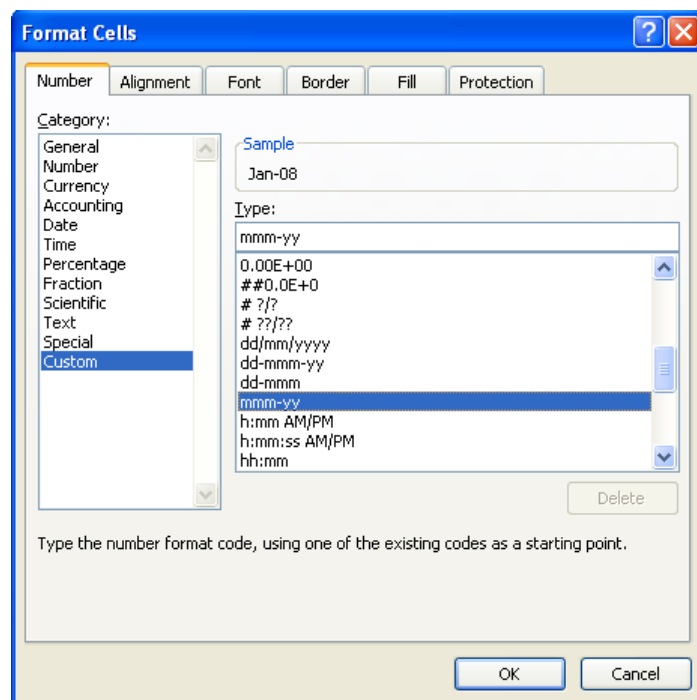 Format Cells
Number Alignment Font Border Fill Protection
Category:
General
Number
Currency
Accounting
Date
Time
Percentage
Fraction
Scientific
Text
Special
Custom
Sample
Jan-08
Type:
mmm-yy
0.00E+00
##0.0E+0
# ?/?
# ??/??
dd/mm/yyyy
dd-mmm-yy
dd-mmm
mmm-yy
h:mm AM/PM
h:mm:ss AM/PM
hh:mm
Delete
Type the number format code, using one of the existing codes as a starting point.
OK Cancel